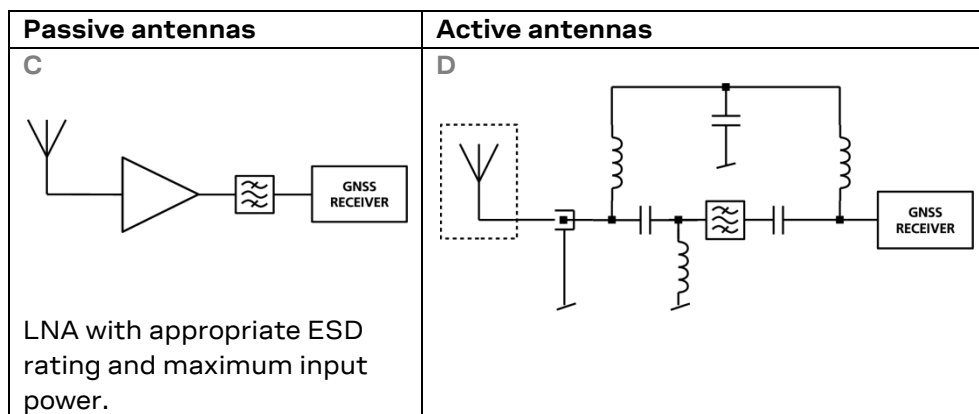 Passive antennas
Active antennas
C
D
GNSS
RECEIVER
GNSS
RECEIVER
LNA with appropriate ESD
rating and maximum input
power.